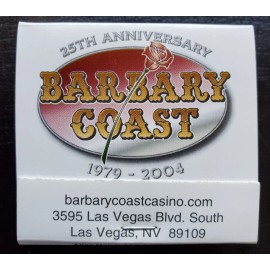 25TH ANNIVERSARY
BARBARY
COAST
1979 - 2004
barbarycoastcasino.com
3595 Las Vegas Blvd. South
Las Vegas, NV 89109